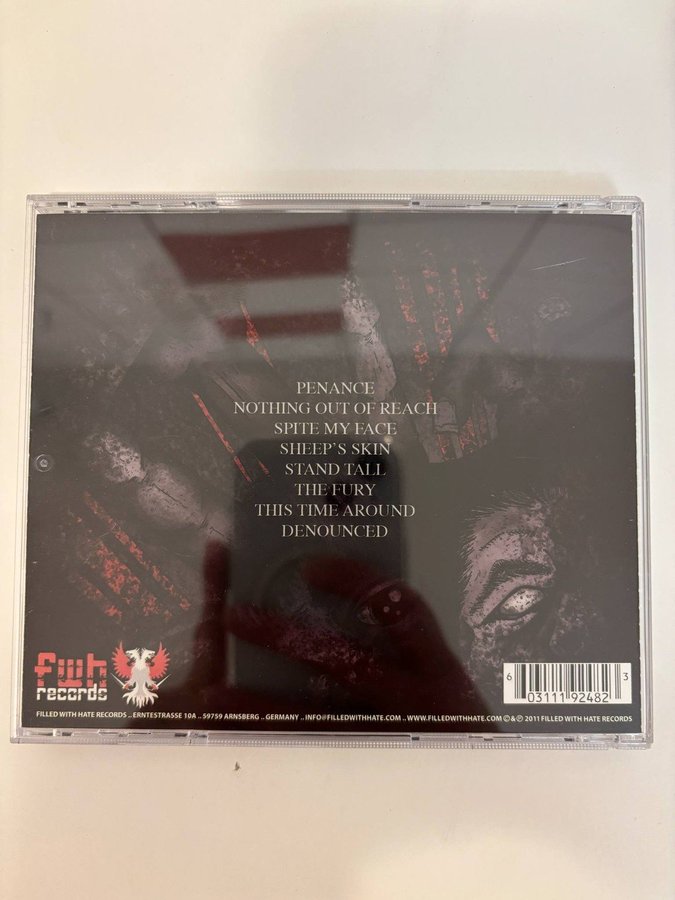 PENANCE
NOTHING OUT OF REACH
SPITE MY FACE
SHEEP'S SKIN
STAND TALL
THE FURY
THIS TIME AROUND
DENOUNCED
fwh
records
6 03111 92482 3
FILLED WITH HATE RECORDS .. ERNTESTRASSE 10A .. 59759 ARNSBERG .. GERMANY .. INFO@FILLEDWITHHATE.COM .. WWW.FILLEDWITHHATE.COM ©&℗ 2011 FILLED WITH HATE RECORDS